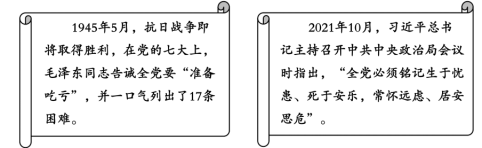 1945年5月，抗日战争即
将取得胜利，在党的七大上，
毛泽东同志告诫全党要“准备
吃亏”，并一口气列出了17条
困难。
2021年10月，习近平总书
记主持召开中共中央政治局会议
时指出，“全党必须铭记生于忧
患、死于安乐，常怀远虑、居安
思危”。